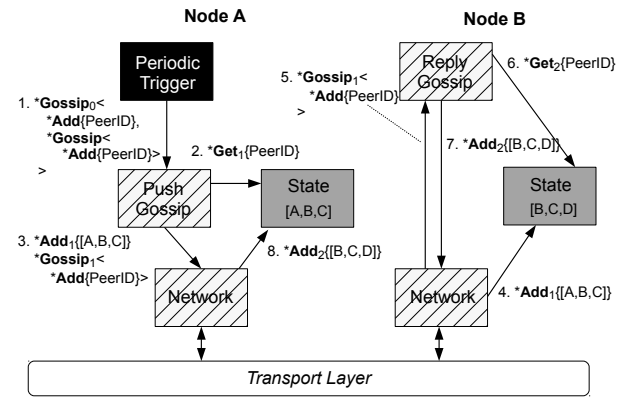 Node A
Node B
Periodic
Trigger
Reply
Gossip
6. *Get2{PeerID}
5. *Gossip1<
*Add{PeerID}
>
1. *Gossip0<
*Add{PeerID},
*Gossip<
*Add{PeerID}>
>
2. *Get1{PeerID}
7. *Add2{[B,C,D]}
Push
Gossip
State
[A,B,C]
State
[B,C,D]
3. *Add1{[A,B,C]}
*Gossip1<
*Add{PeerID}>
8. *Add2{[B,C,D]}
Network
Network
4. *Add1{[A,B,C]}
Transport Layer